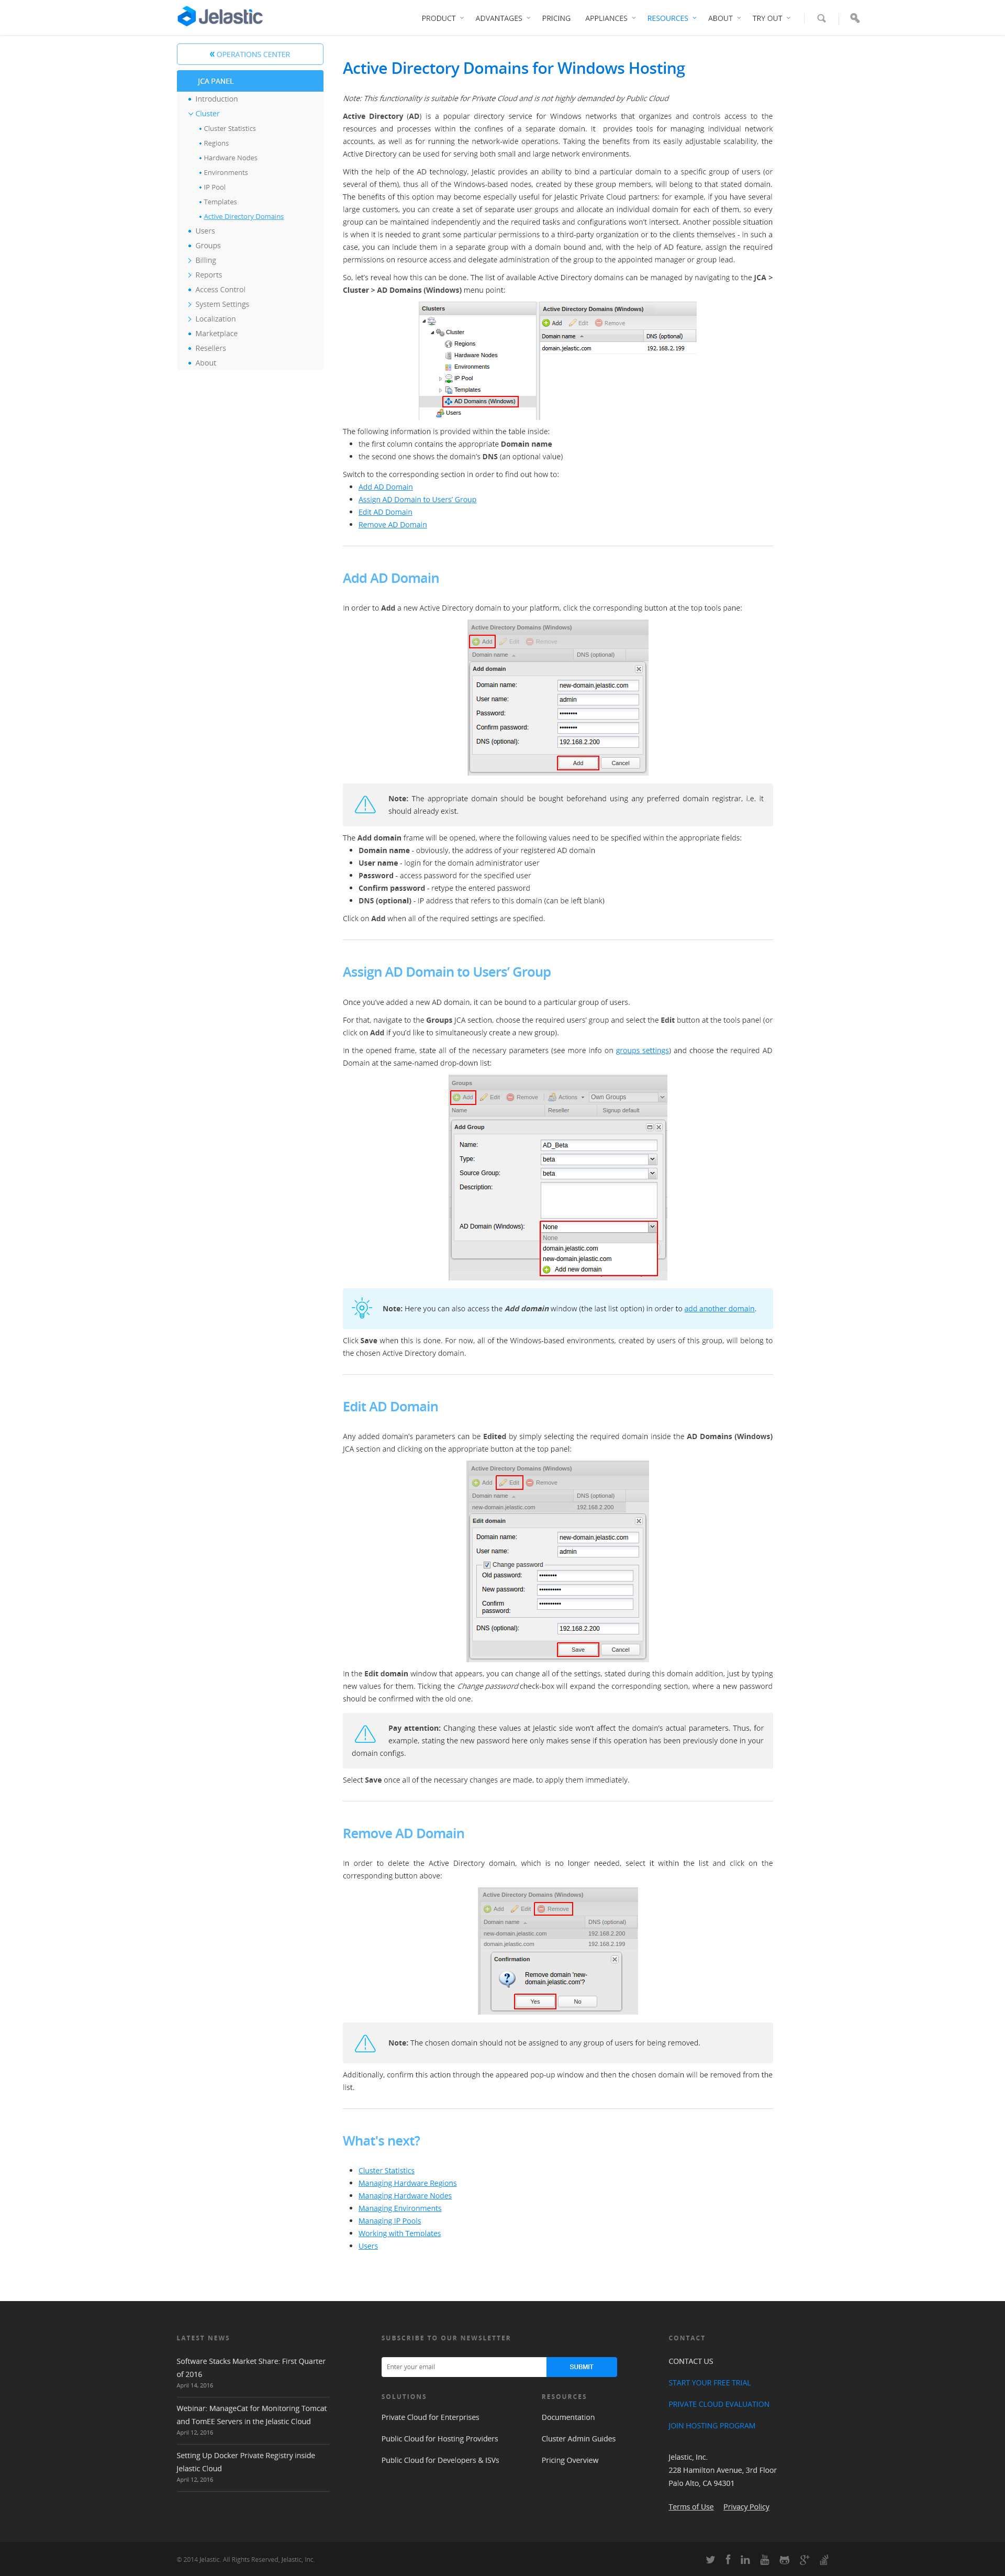 Jelastic
PRODUCT ADVANTAGES PRICING APPLIANCES RESOURCES ABOUT TRY OUT
« OPERATIONS CENTER
JCA PANEL
Introduction
Cluster
Cluster Statistics
Regions
Hardware Nodes
Environments
IP Pool
Templates
Active Directory Domains
Users
Groups
Billing
Reports
Access Control
System Settings
Localization
Marketplace
Resellers
About
Active Directory Domains for Windows Hosting
Note: This functionality is suitable for Private Cloud and is not highly demanded by Public Cloud
Active Directory (AD) is a popular directory service for Windows networks that organizes and controls access to the
resources and processes within the confines of a separate domain. It provides tools for managing individual network
accounts, as well as for running the network-wide operations. Taking the benefits from its easily adjustable scalability, the
Active Directory can be used for serving both small and large network environments.
With the help of the AD technology, Jelastic provides an ability to bind a particular domain to a specific group of users (or
several of them), thus all of the Windows-based nodes, created by these group members, will belong to that stated domain.
The benefits of this option may become especially useful for Jelastic Private Cloud partners: for example, if you have several
large customers, you can create a set of separate user groups and allocate an individual domain for each of them, so every
group can be maintained independently and the required environments' and configurations won't intersect. Another possible situation
is when it is needed to grant some particular permissions to a third-party organization or to the clients themselves - in such a
case, you can include them in a separate group with a domain bound and, with the help of AD feature, assign the required
permissions on resource access and delegate administration of the group to the appointed manager or group lead.
So, let's reveal how this can be done. The list of available Active Directory domains can be managed by navigating to the JCA >
Cluster > AD Domains (Windows) menu point:
Clusters
Cluster
Regions
Hardware Nodes
Environments
IP Pool
Templates
AD Domains (Windows)
Users
Active Directory Domains (Windows)
Add Edit Remove
Domain name DNS (optional)
domain.jelastic.com 192.168.2.199
The following information is provided within the table inside:
the first column contains the appropriate Domain name
the second one shows the domain's DNS (an optional value)
Switch to the corresponding section in order to find out how to:
Add AD Domain
Assign AD Domain to Users' Group
Edit AD Domain
Remove AD Domain
Add AD Domain
In order to Add a new Active Directory domain to your platform, click the corresponding button at the top tools pane:
Active Directory Domains (Windows)
Add Edit Remove
Domain name DNS (optional)
Add domain
Domain name: new-domain.jelastic.com
User name: admin
Password: ••••••••
Confirm password: ••••••••
DNS (optional): 192.168.2.200
Add Cancel
Note: The appropriate domain should be bought beforehand using any preferred domain registrar, i.e. it
should already exist.
The Add domain frame will be opened, where the following values need to be specified within the appropriate fields:
Domain name - obviously, the address of your registered AD domain
User name - login for the domain administrator user
Password - access password for the specified user
Confirm password - retype the entered password
DNS (optional) - IP address that refers to this domain (can be left blank)
Click on Add when all of the required settings are specified.
Assign AD Domain to Users' Group
Once you've added a new AD domain, it can be bound to a particular group of users.
For that, navigate to the Groups JCA section, choose the required users' group and select the Edit button at the tools panel (or
click on Add if you'd like to simultaneously create a new group).
In the opened frame, state all of the necessary parameters (see more info on groups settings) and choose the required AD
Domain at the same-named drop-down list:
Groups
Add Edit Remove Actions Own Groups
Name Reseller Signup default
Add Group
Name: AD_Beta
Type: beta
Source Group: beta
Description:
AD Domain (Windows): None
None
domain.jelastic.com
new-domain.jelastic.com
Add new domain
Note: Here you can also access the Add domain window (the last list option) in order to add another domain.
Click Save when this is done. For now, all of the Windows-based environments, created by users of this group, will belong to
the chosen Active Directory domain.
Edit AD Domain
Any added domain's parameters can be Edited by simply selecting the required domain inside the AD Domains (Windows)
JCA section and clicking on the appropriate button at the top panel:
Active Directory Domains (Windows)
Add Edit Remove
Domain name DNS (optional)
new-domain.jelastic.com 192.168.2.200
Edit domain
Domain name: new-domain.jelastic.com
User name: admin
Change password
Old password: ••••••••
New password: ••••••••••
Confirm
password: ••••••••••
DNS (optional): 192.168.2.200
Save Cancel
In the Edit domain window that appears, you can change all of the settings, stated during this domain addition, just by typing
new values for them. Ticking the Change password check-box will expand the corresponding section, where a new password
should be confirmed with the old one.
Pay attention: Changing these values at Jelastic side won't affect the domain's actual parameters. Thus, for
example, stating the new password here only makes sense if this operation has been previously done in your
domain configs.
Select Save once all of the necessary changes are made, to apply them immediately.
Remove AD Domain
In order to delete the Active Directory domain, which is no longer needed, select it within the list and click on the
corresponding button above:
Active Directory Domains (Windows)
Add Edit Remove
Domain name DNS (optional)
new-domain.jelastic.com 192.168.2.200
domain.jelastic.com 192.168.2.199
Confirmation
Remove domain 'new-
domain.jelastic.com'?
Yes No
Note: The chosen domain should not be assigned to any group of users for being removed.
Additionally, confirm this action through the appeared pop-up window and then the chosen domain will be removed from the
list.
What's next?
Cluster Statistics
Managing Hardware Regions
Managing Hardware Nodes
Managing Environments
Managing IP Pools
Working with Templates
Users
LATEST NEWS
Software Stacks Market Share: First Quarter
of 2016
April 14, 2016
Webinar: ManageCat for Monitoring Tomcat
and TomEE Servers in the Jelastic Cloud
April 12, 2016
Setting Up Docker Private Registry inside
Jelastic Cloud
April 12, 2016
SUBSCRIBE TO OUR NEWSLETTER
Enter your email SUBMIT
SOLUTIONS
Private Cloud for Enterprises
Public Cloud for Hosting Providers
Public Cloud for Developers & ISVs
RESOURCES
Documentation
Cluster Admin Guides
Pricing Overview
CONTACT
CONTACT US
START YOUR FREE TRIAL
PRIVATE CLOUD EVALUATION
JOIN HOSTING PROGRAM
Jelastic, Inc.
228 Hamilton Avenue, 3rd Floor
Palo Alto, CA 94301
Terms of Use Privacy Policy
© 2014 Jelastic. All Rights Reserved, Jelastic, Inc.